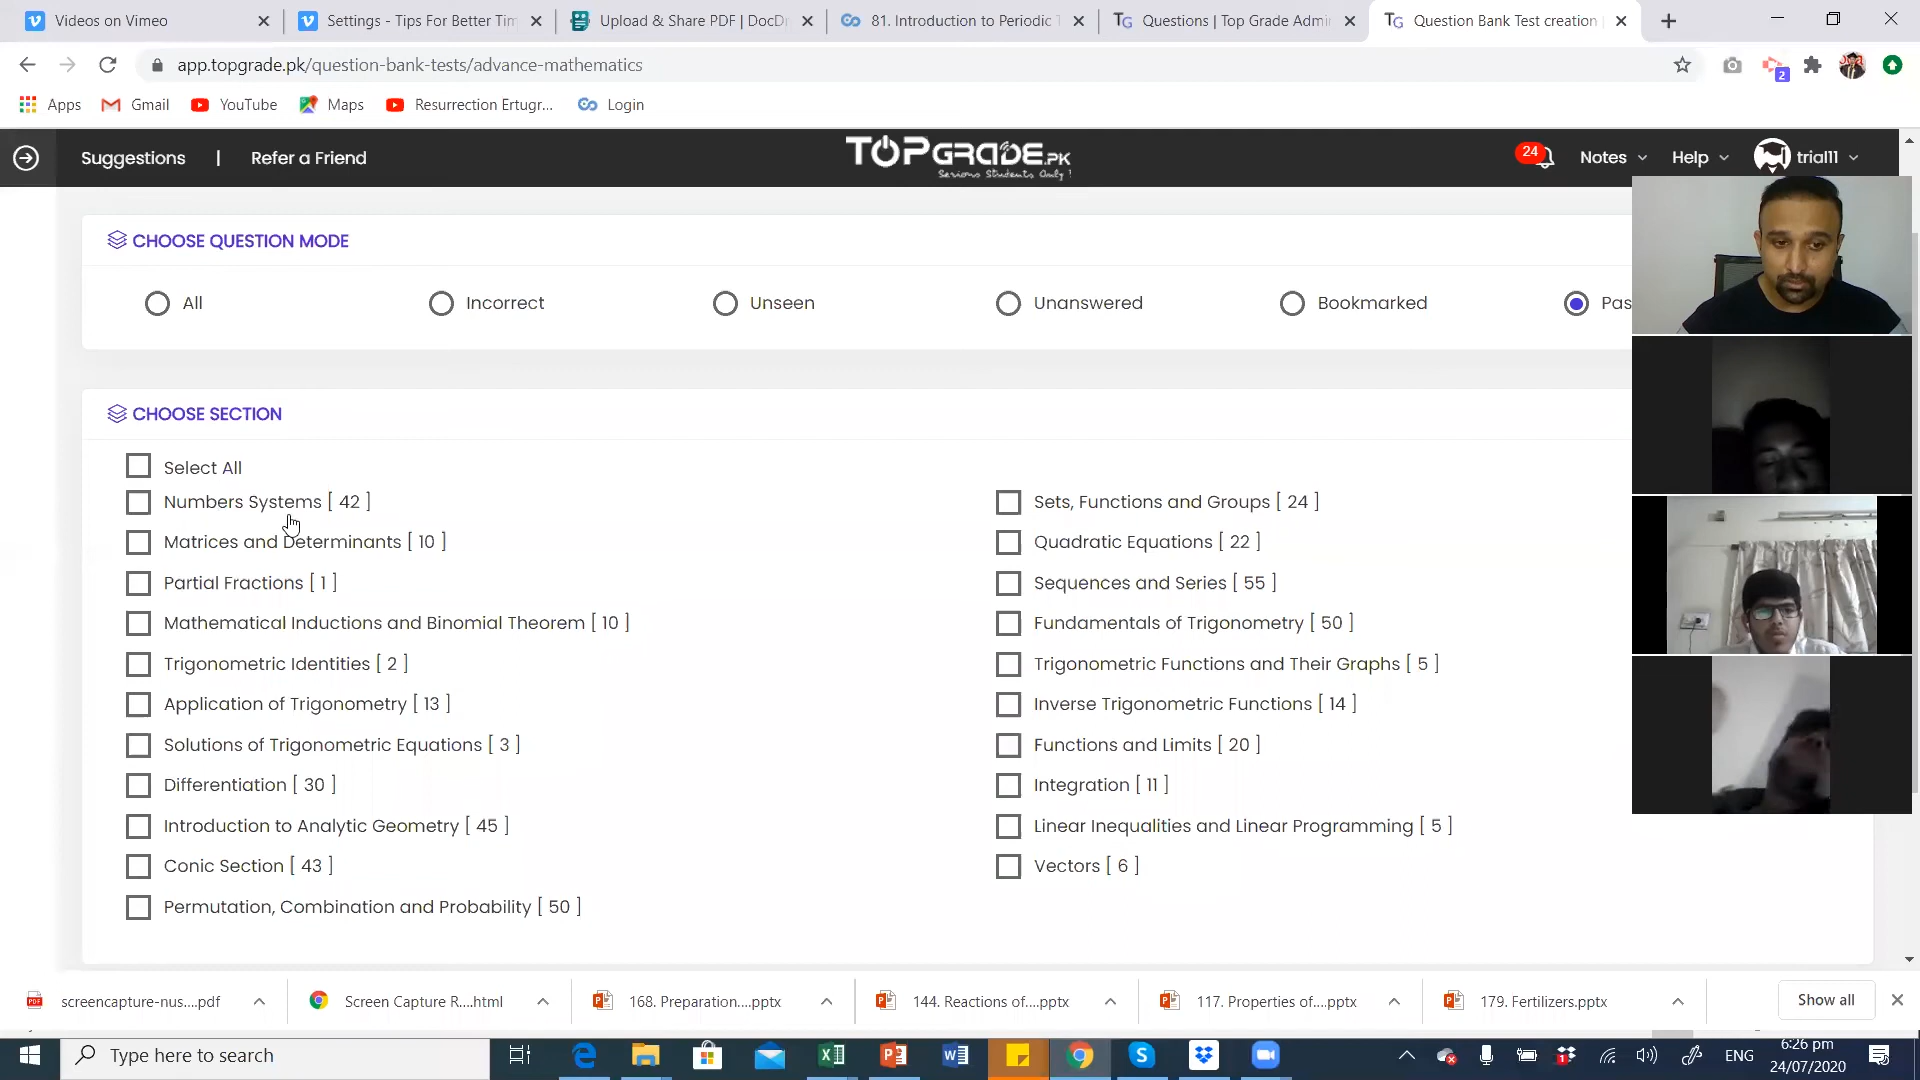 Videos on Vimeo
Settings - Tips For Better Tim
Upload & Share PDF | DocDr
81. Introduction to Periodic T
TG Questions | Top Grade Admi
TG Question Bank Test creation |
app.topgrade.pk/question-bank-tests/advance-mathematics
2
Apps
Gmail
YouTube
Maps
Resurrection Ertugr...
Login
Suggestions | Refer a Friend
TOPGRADE.PK
Serious Students Only !
24
Notes
Help
trial11
CHOOSE QUESTION MODE
All
Incorrect
Unseen
Unanswered
Bookmarked
Pas
CHOOSE SECTION
Select All
Numbers Systems [ 42 ]
Sets, Functions and Groups [ 24 ]
Matrices and Determinants [ 10 ]
Quadratic Equations [ 22 ]
Partial Fractions [ 1 ]
Sequences and Series [ 55 ]
Mathematical Inductions and Binomial Theorem [ 10 ]
Fundamentals of Trigonometry [ 50 ]
Trigonometric Identities [ 2 ]
Trigonometric Functions and Their Graphs [ 5 ]
Application of Trigonometry [ 13 ]
Inverse Trigonometric Functions [ 14 ]
Solutions of Trigonometric Equations [ 3 ]
Functions and Limits [ 20 ]
Differentiation [ 30 ]
Integration [ 11 ]
Introduction to Analytic Geometry [ 45 ]
Linear Inequalities and Linear Programming [ 5 ]
Conic Section [ 43 ]
Vectors [ 6 ]
Permutation, Combination and Probability [ 50 ]
screencapture-nus....pdf
Screen Capture R....html
168. Preparation....pptx
144. Reactions of....pptx
117. Properties of....pptx
179. Fertilizers.pptx
Show all
Type here to search
ENG
6:26 pm
24/07/2020